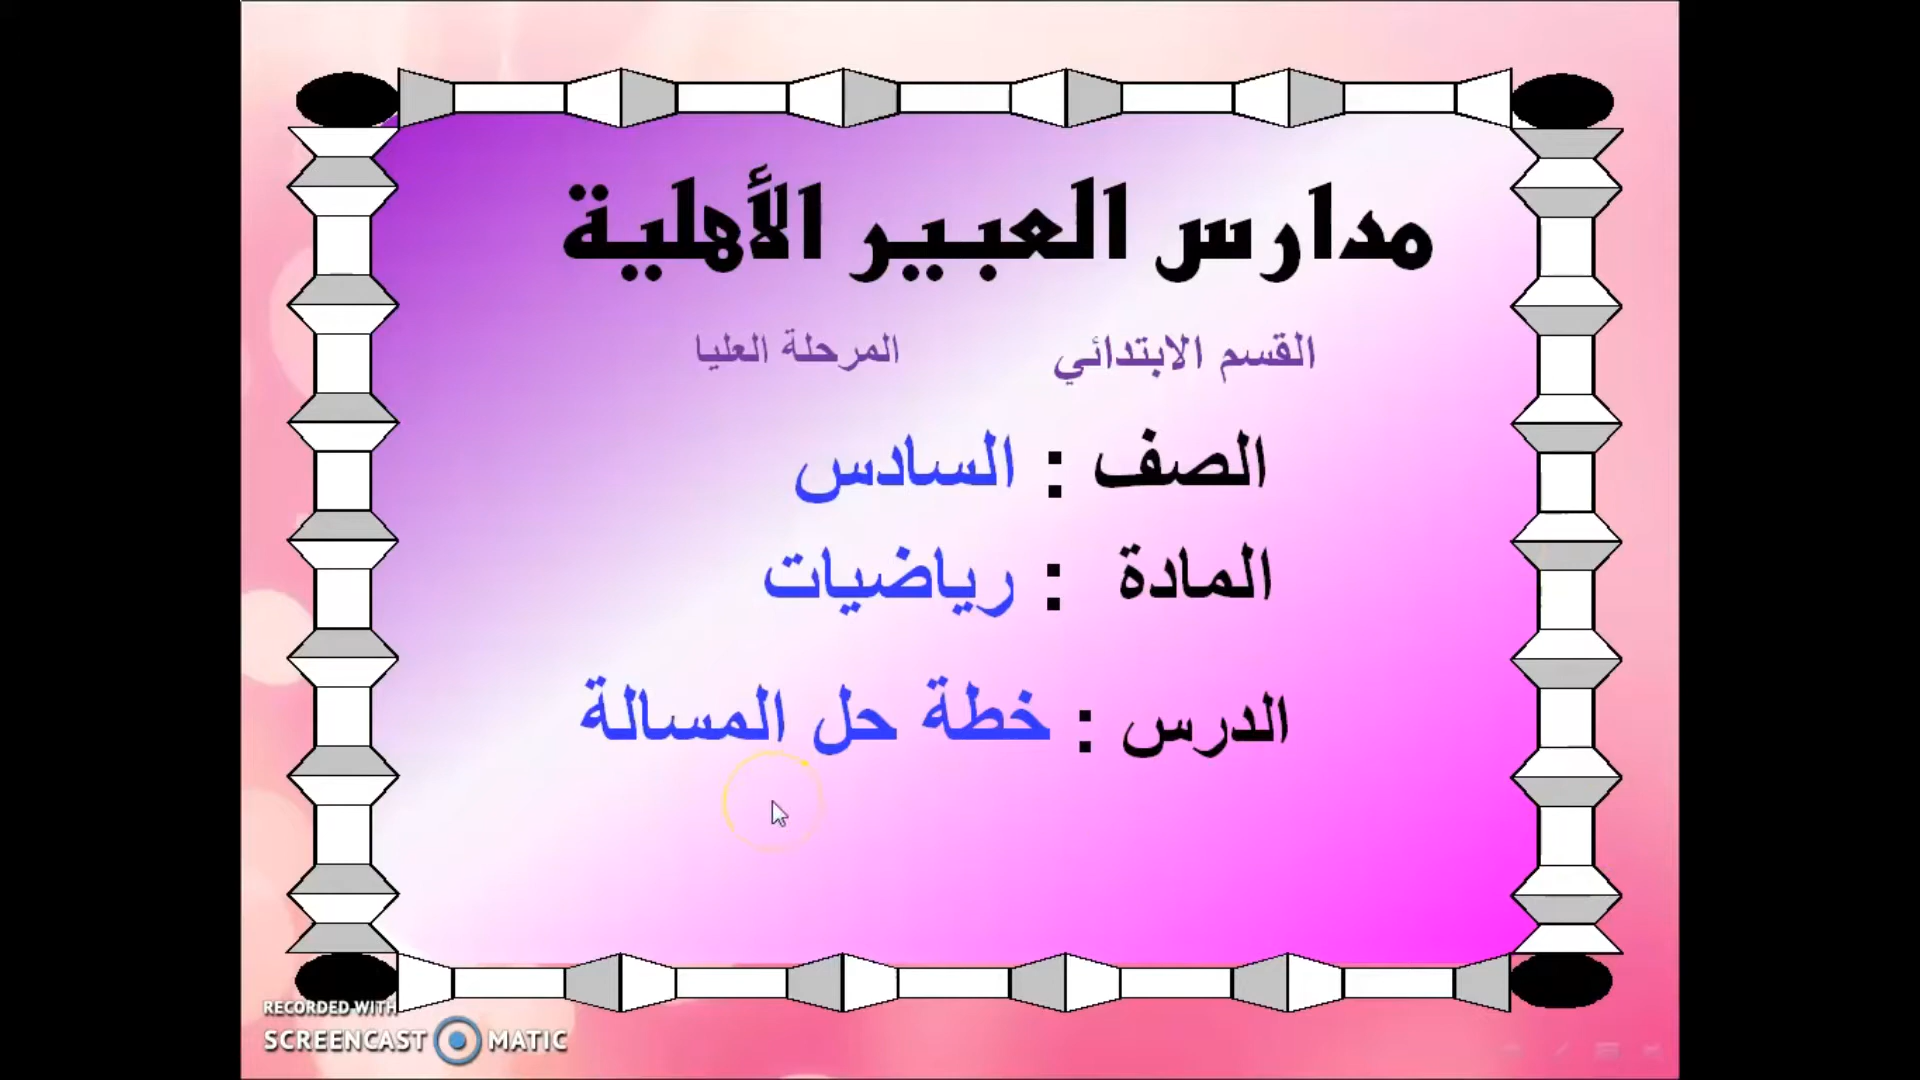 مدارس العبير الأهلية
القسم الابتدائي المرحلة العليا
الصف : السادس
المادة : رياضيات
الدرس : خطة حل المسالة
RECORDED WITH
SCREENCAST MATIC